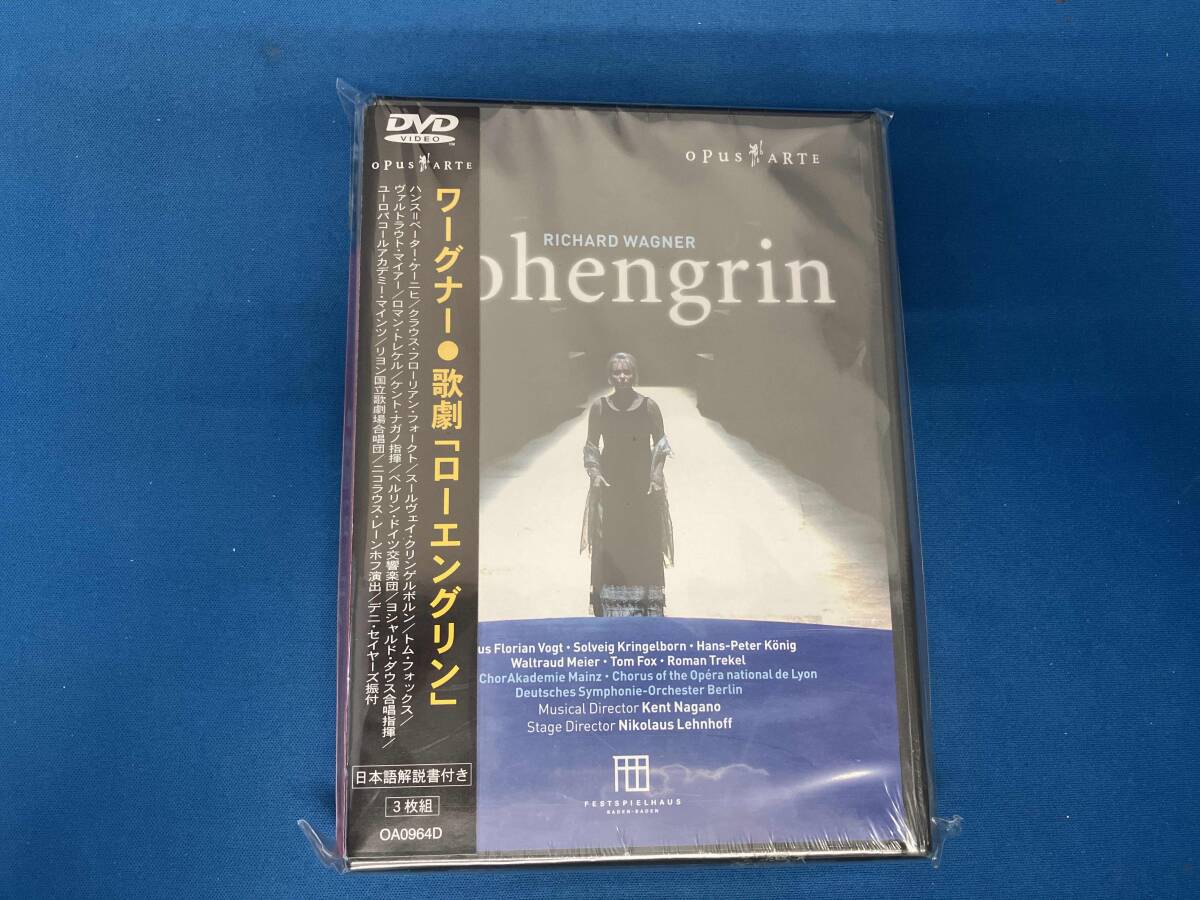 DVD
VIDEO
OPUS ARTE
ワーグナー●歌劇「ローエングリン」
ハンス=ペーター・ケーニヒ/クラウス・フローリアン・フォークト/スールヴェイ・クリンゲルボルン/トム・フォックス/
ヴァルトラウト・マイアー/ロマン・トレケル/ケント・ナガノ指揮/ベルリン・ドイツ交響楽団/ヨシャルド・ダウス合唱指揮/
ユーロパコールアカデミー・マインツ/リヨン国立歌劇場合唱団/ニコラウス・レーンホフ演出/デニ・セイヤーズ振付
日本語解説書付き
3枚組
OA0964D
OPUS ARTE
RICHARD WAGNER
ohengrin
us Florian Vogt • Solveig Kringelborn • Hans-Peter König
Waltraud Meier • Tom Fox • Roman Trekel
ChorAkademie Mainz • Chorus of the Opéra national de Lyon
Deutsches Symphonie-Orchester Berlin
Musical Director Kent Nagano
Stage Director Nikolaus Lehnhoff
FESTSPIELHAUS
BADEN-BADEN